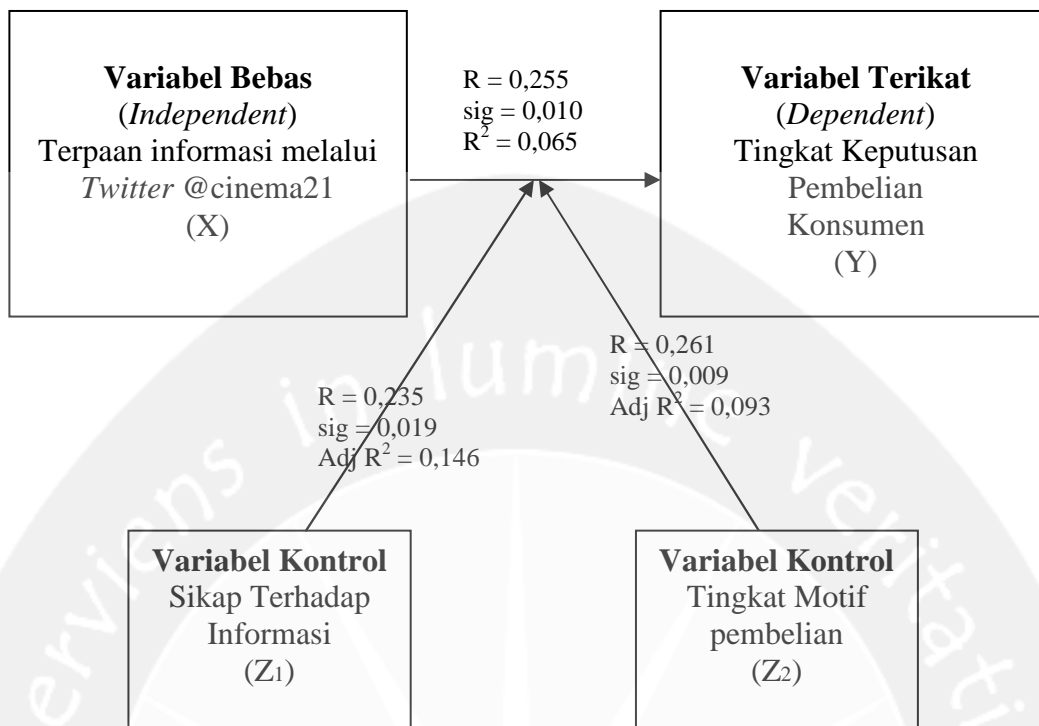 Variabel Bebas
(Independent)
Terpaan informasi melalui
Twitter @cinema21
(X)
R = 0,255
sig = 0,010
R² = 0,065
Variabel Terikat
(Dependent)
Tingkat Keputusan
Pembelian
Konsumen
(Y)
R = 0,235
sig = 0,019
Adj R² = 0,146
R = 0,261
sig = 0,009
Adj R² = 0,093
Variabel Kontrol
Sikap Terhadap
Informasi
(Z1)
Variabel Kontrol
Tingkat Motif
pembelian
(Z2)
in lumine